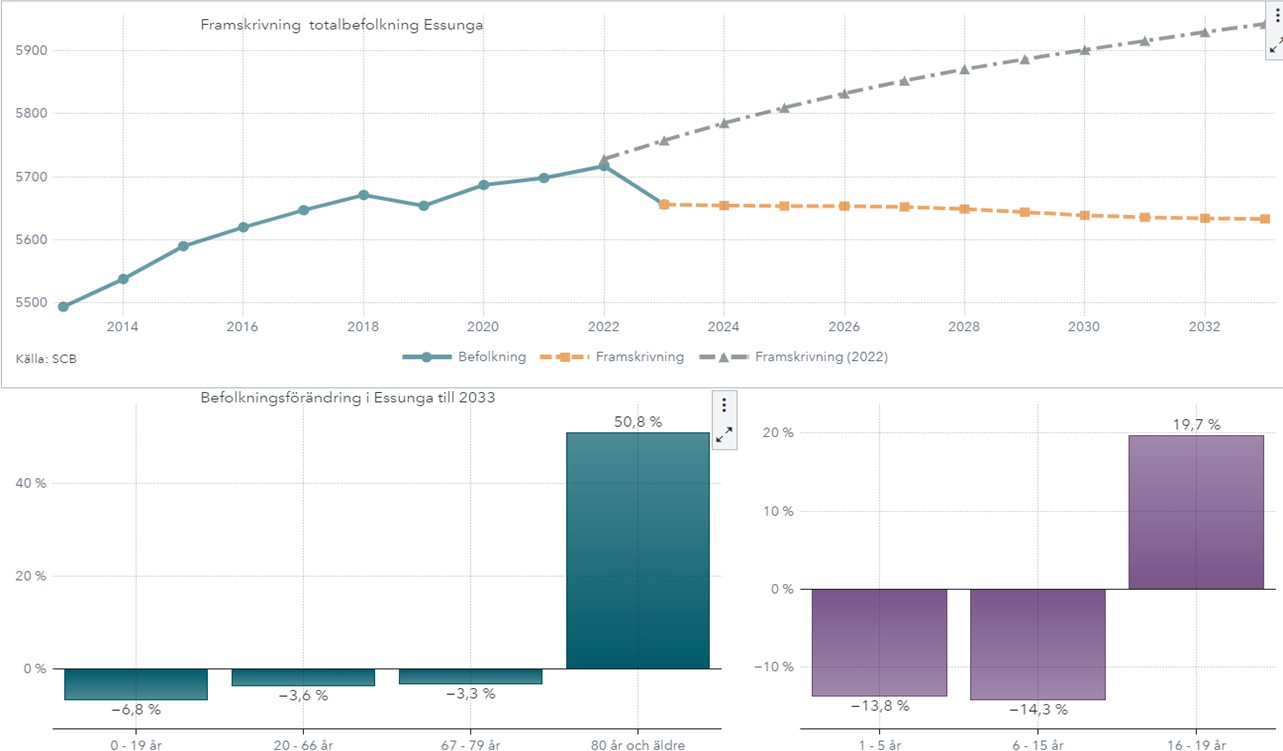 Framskrivning  totalbefolkning Essunga
5900
5800
5700
5600
5500
2014 2016 2018 2020 2022 2024 2026 2028 2030 2032
Källa: SCB
Befolkning Framskrivning Framskrivning (2022)
Befolkningsförändring i Essunga till 2033
50,8 %
40 %
20 %
0 %
−6,8 % −3,6 % −3,3 %
0 - 19 år 20 - 66 år 67 - 79 år 80 år och äldre
19,7 %
20 %
10 %
0 %
−10 %
−13,8 % −14,3 %
1 - 5 år 6 - 15 år 16 - 19 år